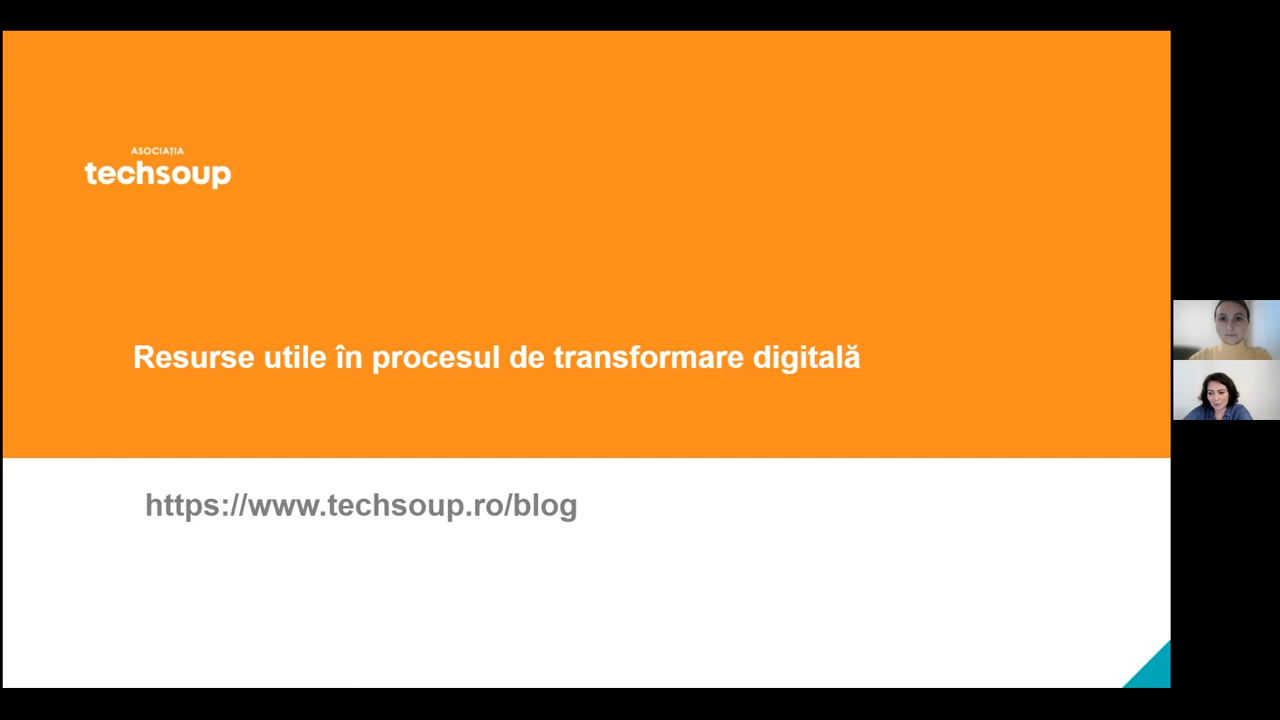 ASOCIAȚIA
techsoup
Resurse utile în procesul de transformare digitală
https://www.techsoup.ro/blog